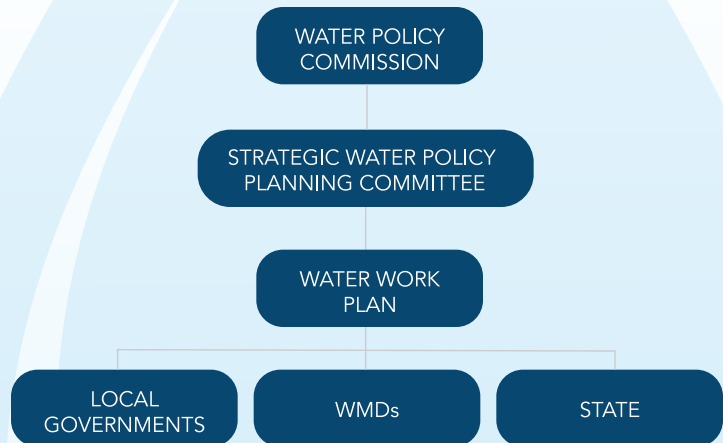 WATER POLICY
COMMISSION
STRATEGIC WATER POLICY
PLANNING COMMITTEE
WATER WORK
PLAN
LOCAL
GOVERNMENTS
WMDs
STATE